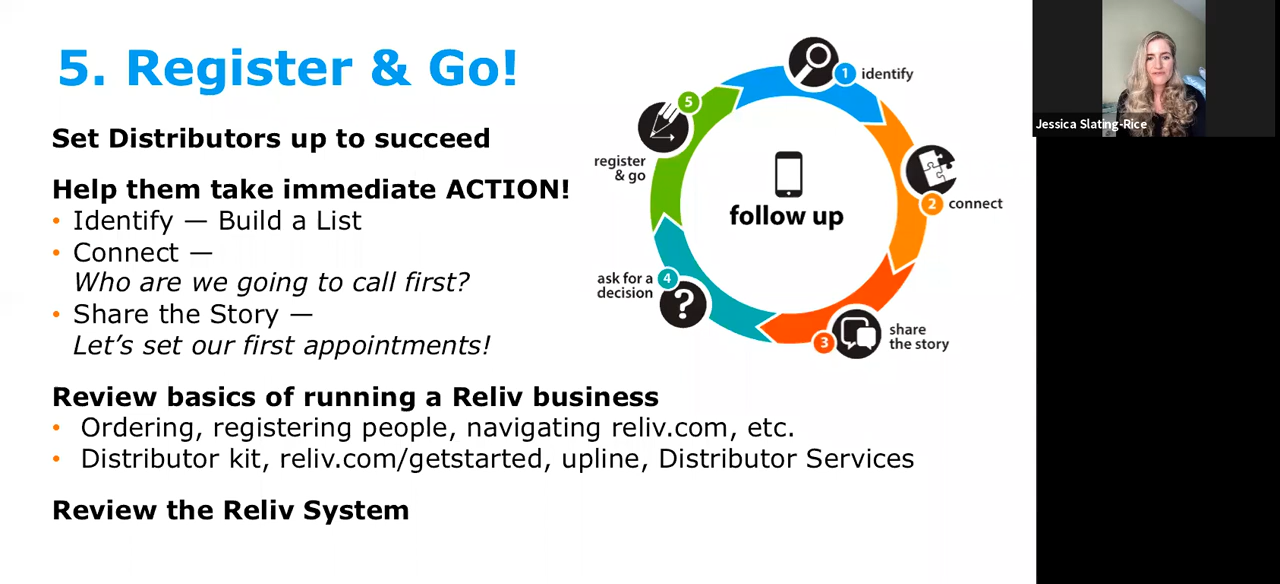 5. Register & Go!
Set Distributors up to succeed
Help them take immediate ACTION!
• Identify — Build a List
• Connect —
Who are we going to call first?
• Share the Story —
Let’s set our first appointments!
Review basics of running a Reliv business
• Ordering, registering people, navigating reliv.com, etc.
• Distributor kit, reliv.com/getstarted, upline, Distributor Services
Review the Reliv System
1 identify
2 connect
3 share
the story
4 ask for a
decision
?
5 register
& go
follow up
Jessica Slating-Rice